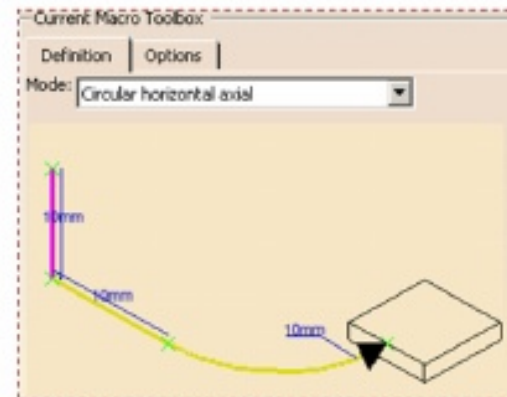 Current Macro Toolbox
Definition Options
Mode: Circular horizontal axial
10mm
10mm
10mm